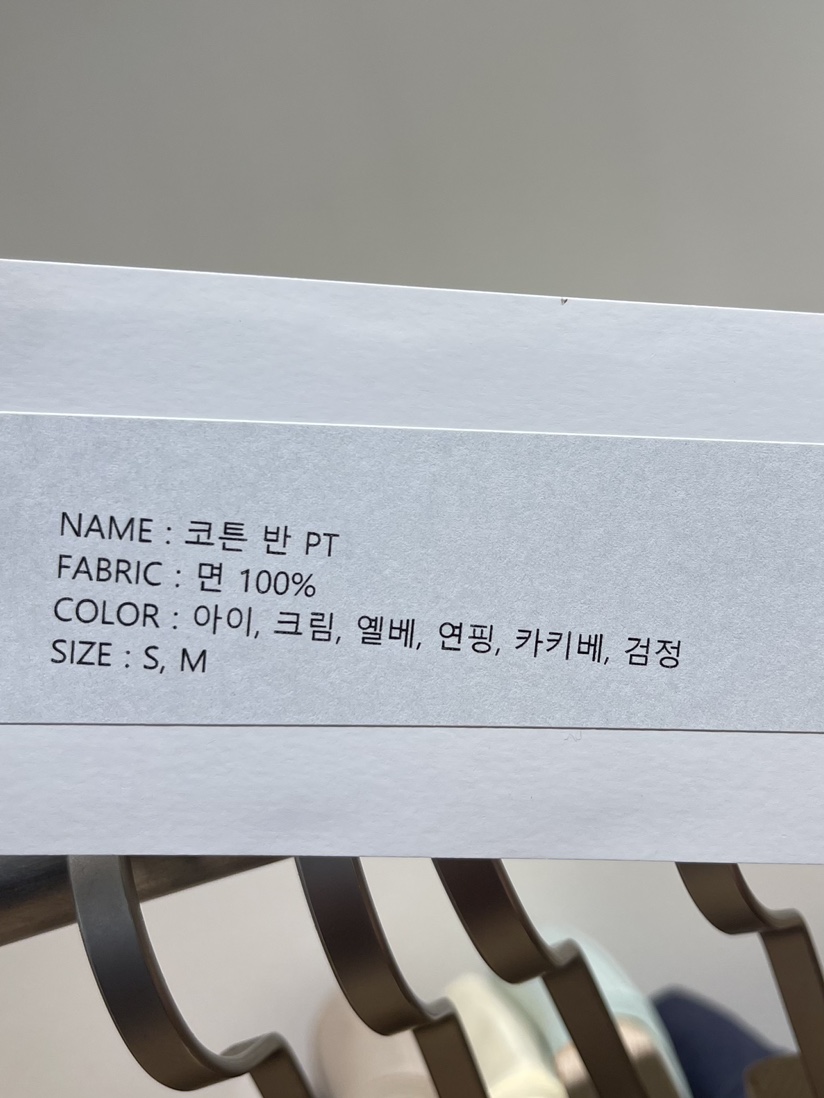 NAME : 코튼 반 PT
FABRIC : 면 100%
COLOR : 아이, 크림, 옐베, 연핑, 카키베, 검정
SIZE : S, M